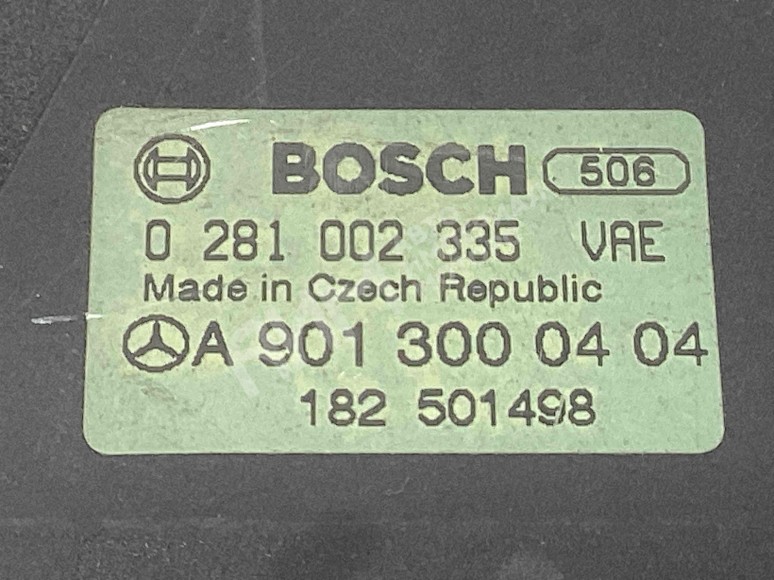 BOSCH 506
0 281 002 335 VAE
Made in Czech Republic
A 901 300 04 04
182 501498